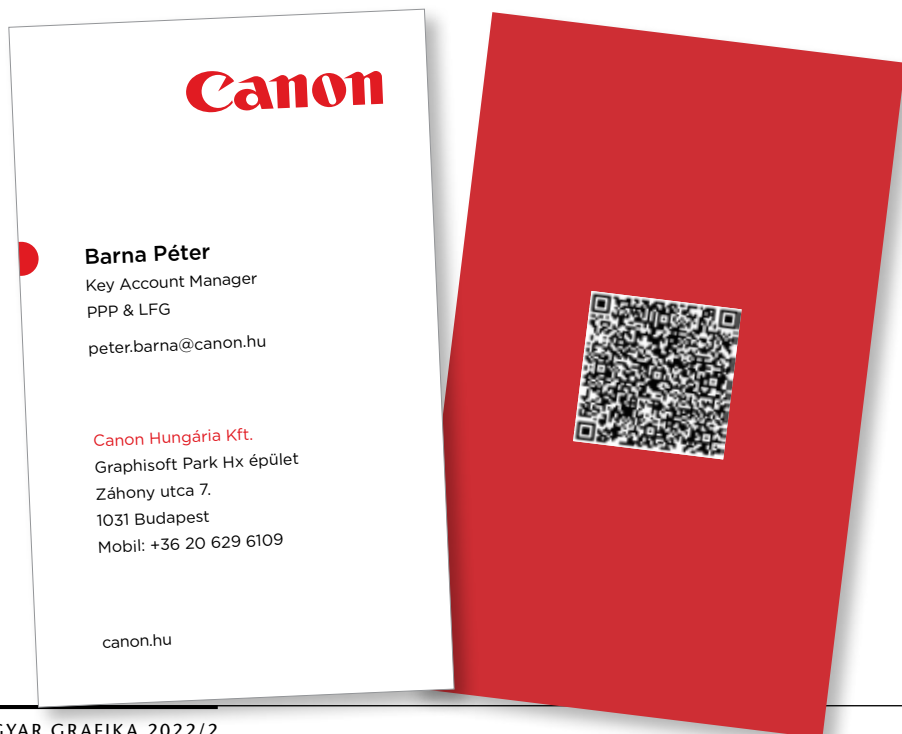 Canon
Barna Péter
Key Account Manager
PPP & LFG
peter.barna@canon.hu
Canon Hungária Kft.
Graphisoft Park Hx épület
Záhony utca 7.
1031 Budapest
Mobil: +36 20 629 6109
canon.hu
GYAR GRAFIKA 2022/2